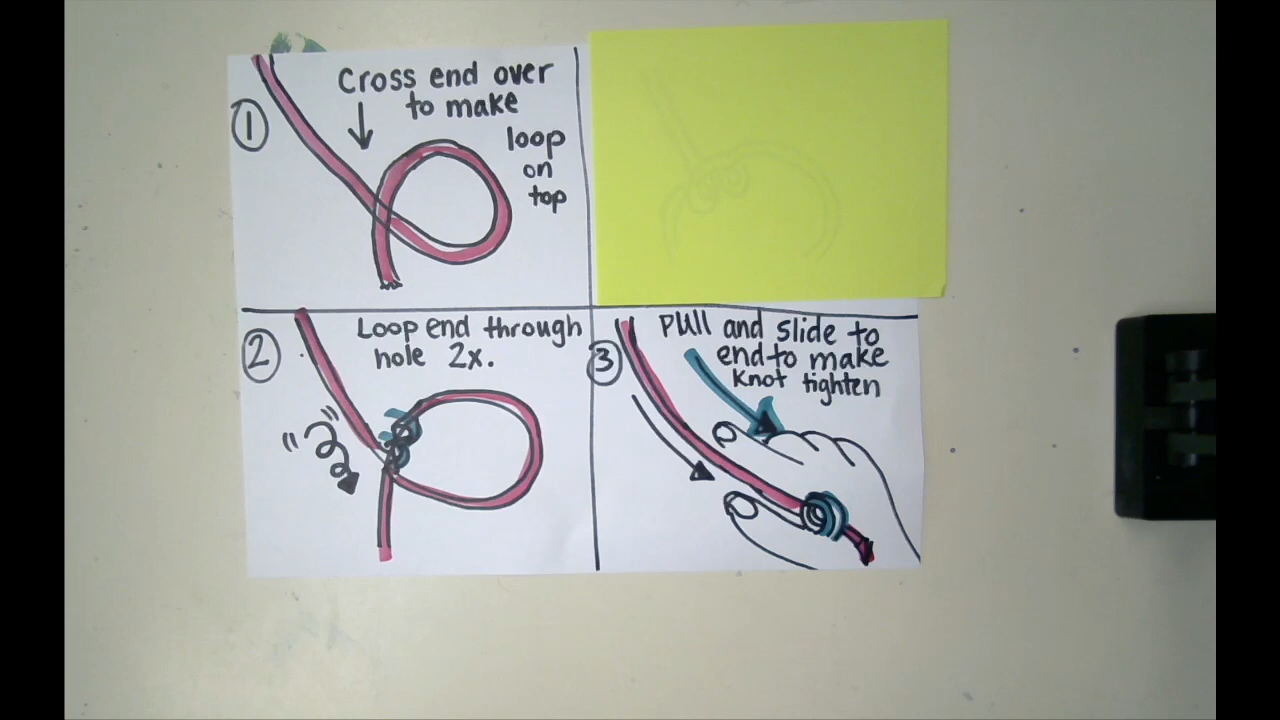 1
Cross end over
to make
loop
on
top
2
Loop end through
hole 2x.
3
Pull and slide to
end to make
knot tighten